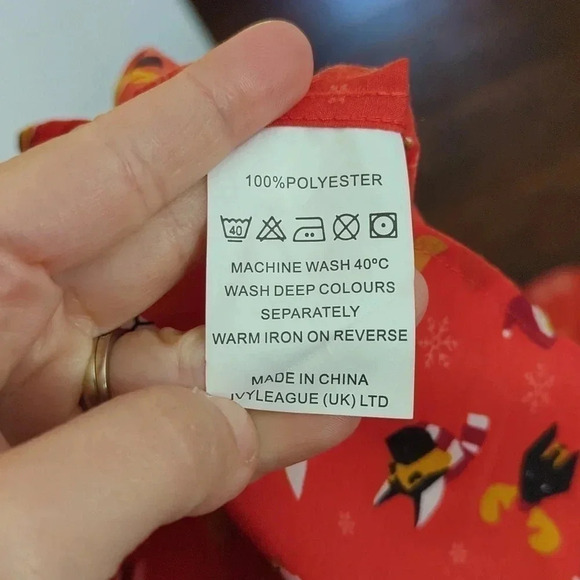 100%POLYESTER
40
MACHINE WASH 40°C
WASH DEEP COLOURS
SEPARATELY
WARM IRON ON REVERSE
MADE IN CHINA
IVYLEAGUE (UK) LTD